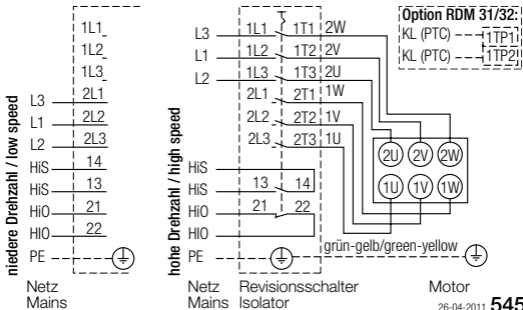 Option RDM 31/32:
KL (PTC) 1TP1
KL (PTC) 1TP2
niedere Drehzahl / low speed
1L1
1L2
1L3
L3 2L1
L1 2L2
L2 2L3
HiS 14
HiS 13
HiO 21
HIO 22
PE
Netz
Mains
hohe Drehzahl / high speed
L3 1L1 1T1 2W
L1 1L2 1T2 2V
L2 1L3 1T3 2U
2L1 2T1 1W
2L2 2T2 1V
2L3 2T3 1U
HiS
HiS 13 14
HiO 21 22
HIO
PE
grün-gelb/green-yellow
2U 2V 2W
1U 1V 1W
Netz
Mains
Revisionsschalter
Isolator
Motor
26-04-2011 545